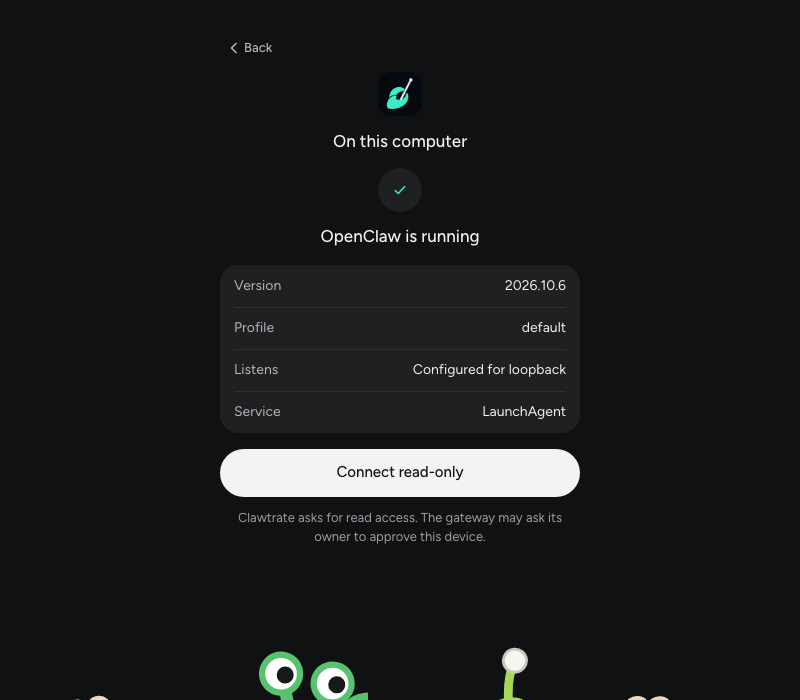 Back
On this computer
OpenClaw is running
Version 2026.10.6
Profile default
Listens Configured for loopback
Service LaunchAgent
Connect read-only
Clawtrate asks for read access. The gateway may ask its
owner to approve this device.